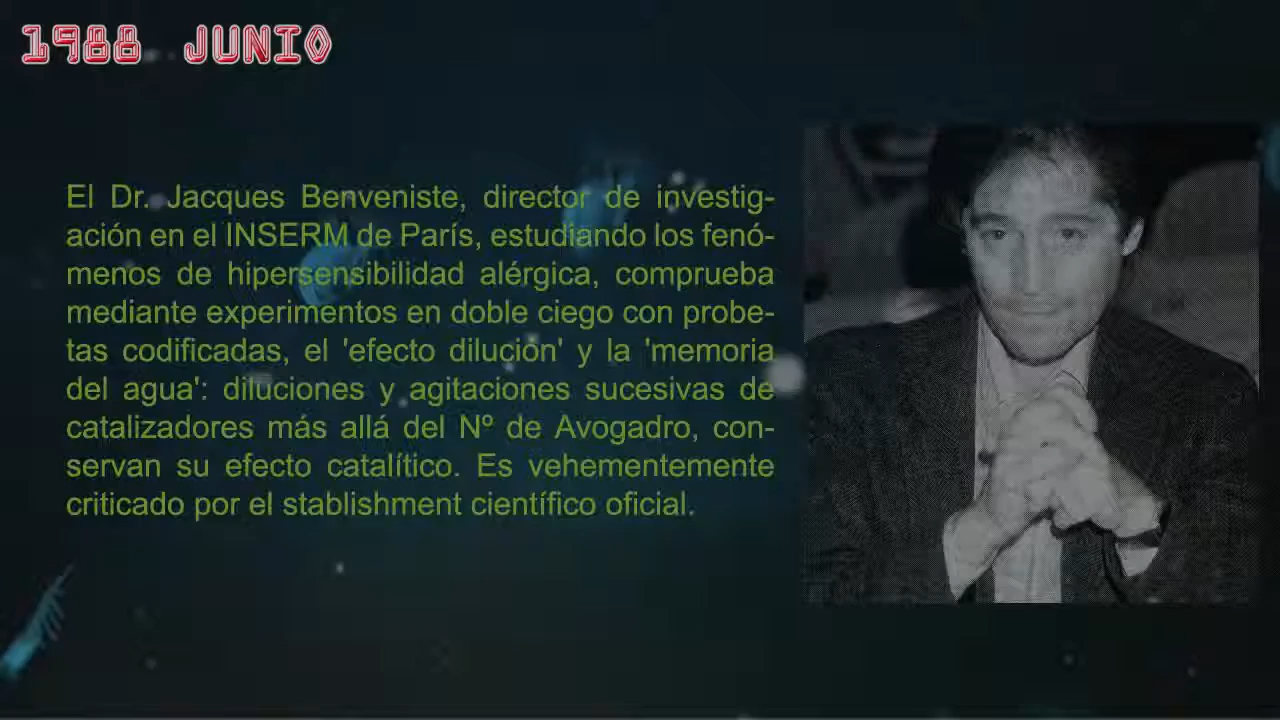 1988 JUNIO
El Dr. Jacques Benveniste, director de investig-
ación en el INSERM de París, estudiando los fenó-
menos de hipersensibilidad alérgica, comprueba
mediante experimentos en doble ciego con probe-
tas codificadas, el 'efecto dilución' y la 'memoria
del agua': diluciones y agitaciones sucesivas de
catalizadores más allá del Nº de Avogadro, con-
servan su efecto catalítico. Es vehementemente
criticado por el stablishment científico oficial.